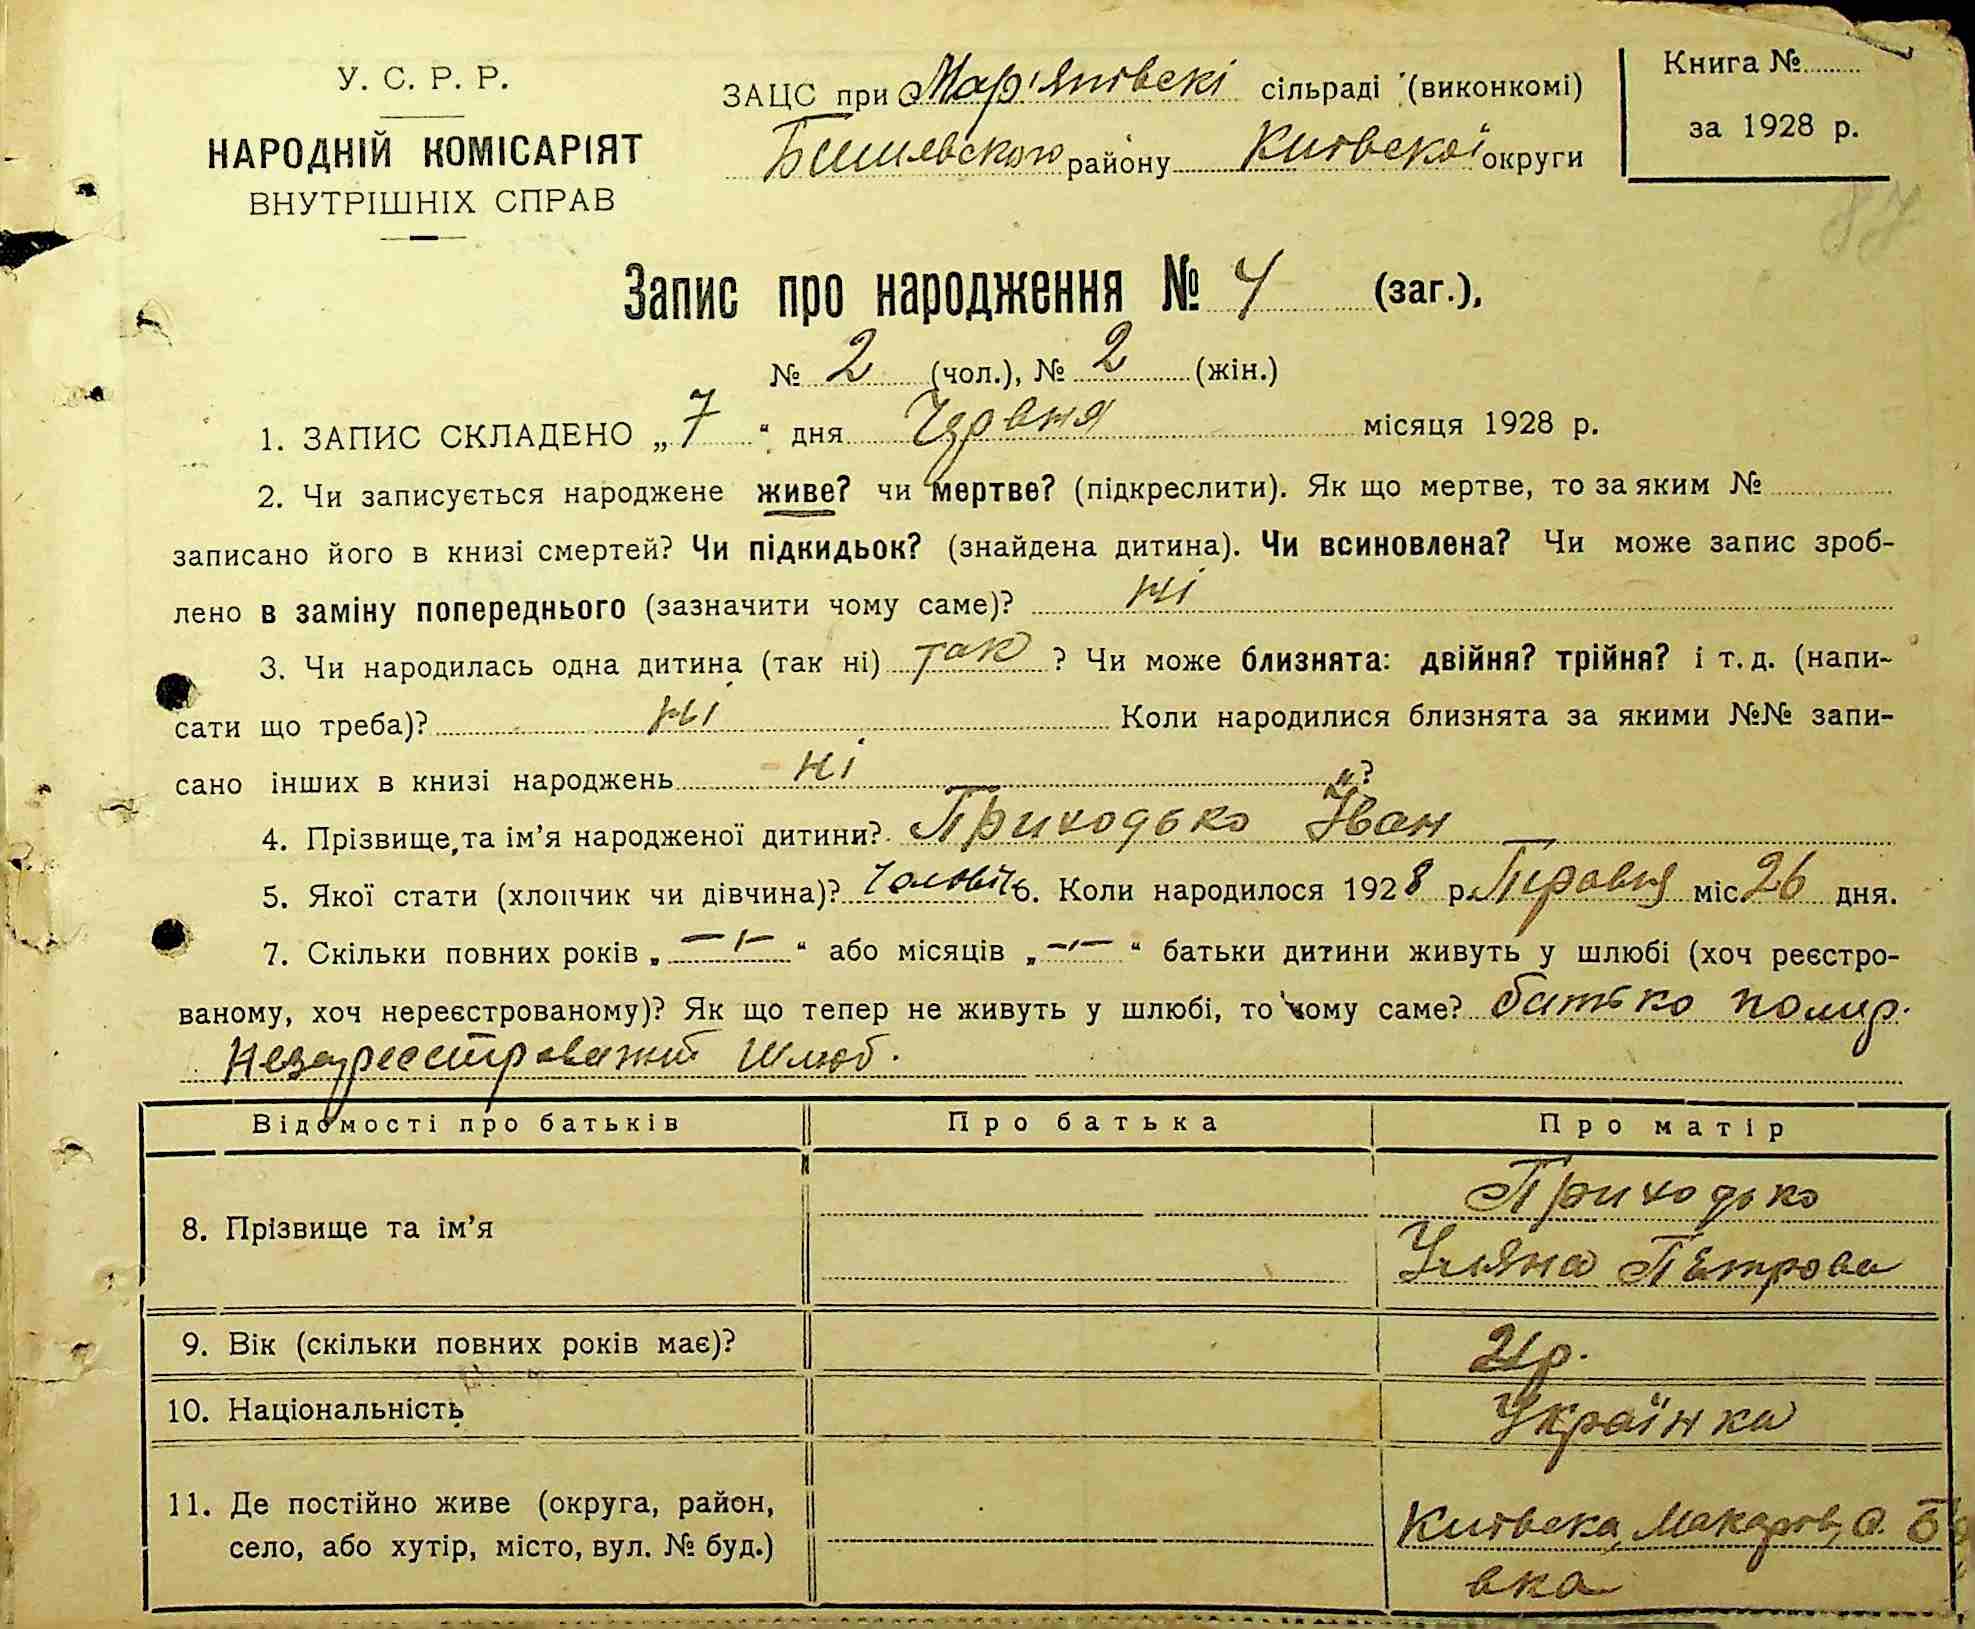 У. С. Р. Р.
НАРОДНІЙ КОМІСАРІЯТ
ВНУТРІШНІХ СПРАВ
ЗАЦС при Мар'янівскі сільраді (виконкомі)
району Київскої округи
Книга №
за 1928 р.
87
Запис про народження № 4 (заг.),
№ 2 (чол.), № 2 (жін.)
1. ЗАПИС СКЛАДЕНО „7“ дня Червня місяця 1928 р.
2. Чи записується народжене живе? чи мертве? (підкреслити). Як що мертве, то за яким №
записано його в книзі смертей? Чи підкидьок? (знайдена дитина). Чи всиновлена? Чи може запис зроб-
лено в заміну попереднього (зазначити чому саме)? ні
3. Чи народилась одна дитина (так ні) так ? Чи може близнята: двійня? трійня? і т. д. (напи-
сати що треба)? ні Коли народилися близнята за якими №№ запи-
сано інших в книзі народжень ні „?
4. Прізвище, та ім'я народженої дитини? Приходько Іван
5. Якої стати (хлопчик чи дівчина)? Чоловічь. Коли народилося 1928 р. Травня міс 26 дня.
7. Скільки повних років „ — “ або місяців „ — “ батьки дитини живуть у шлюбі (хоч реєстро-
ваному, хоч нереєстрованому)? Як що тепер не живуть у шлюбі, то чому саме? батько помер.
шлюб.
Відомості про батьків
Про батька
Про матір
8. Прізвище та ім'я
Приходько
Уляна Петрова
9. Вік (скільки повних років має)?
21 р.
10. Національність
Українка
11. Де постійно живе (округа, район,
село, або хутір, місто, вул. № буд.)
Київска,
вка